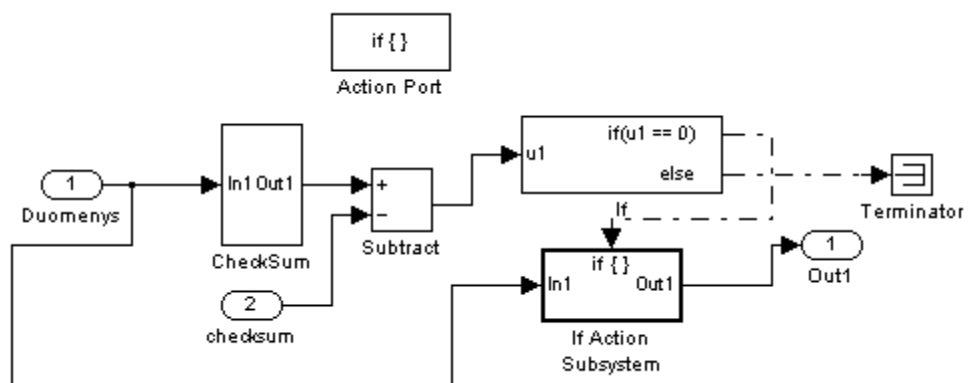 if { }
Action Port
1
Duomenys
In1 Out1
CheckSum
2
checksum
+
−
Subtract
u1
if(u1 == 0)
else
If
Terminator
if { }
In1
Out1
If Action
Subsystem
1
Out1